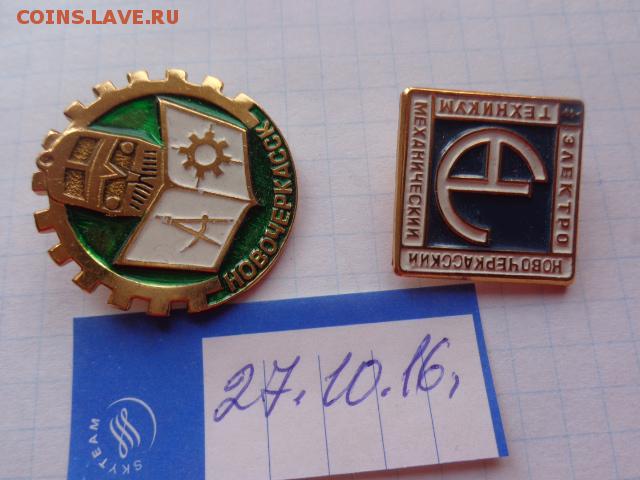 COINS.LAVE.RU
НОВОЧЕРКАССК
НОВОЧЕРКАССКИЙ
ЭЛЕКТРО
МЕХАНИЧЕСКИЙ
ТЕХНИКУМ
27.10.16,
SKYTEAM